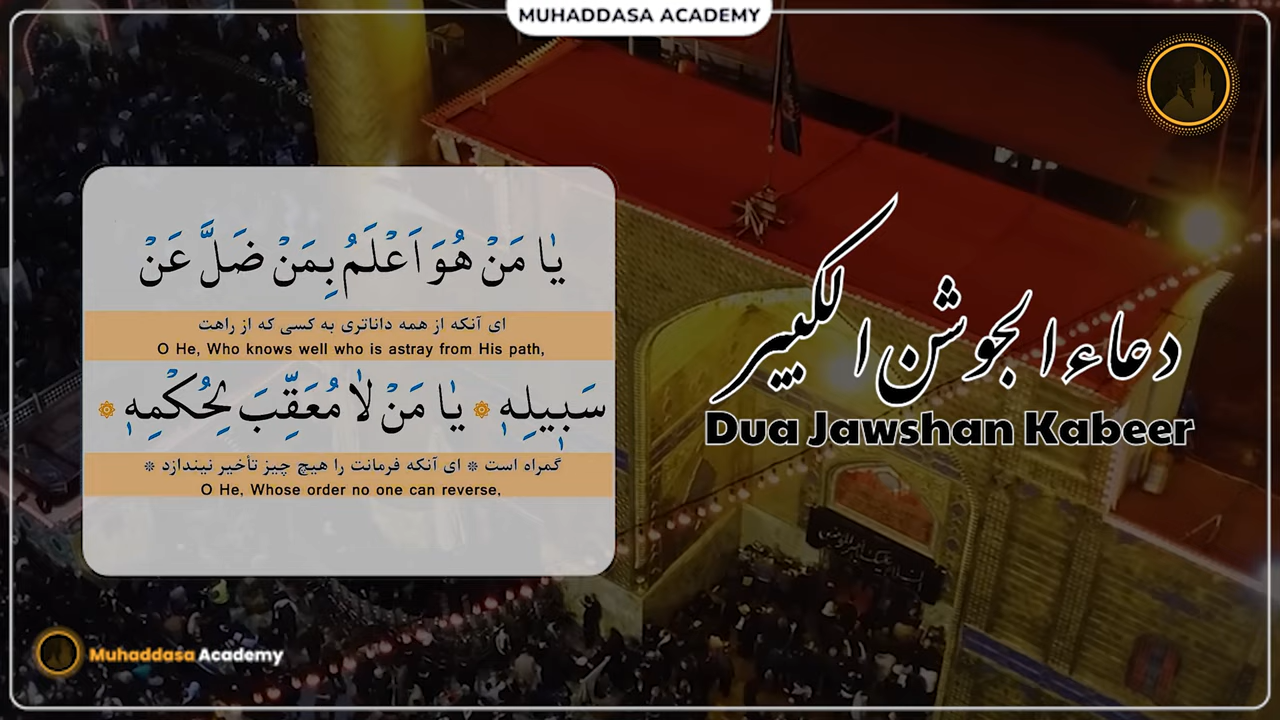 MUHADDASA ACADEMY
یٰا مَنْ هُوَ اَعْلَمُ بِمَنْ ضَلَّ عَنْ
ای آنکه از همه داناتری به کسی که از راهت
O He, Who knows well who is astray from His path,
سَبٖیلِهٖ ۞ یٰا مَنْ لٰا مُعَقِّبَ لِحُكْمِهٖ ۞
گمراه است * ای آنکه فرمانت را هیچ چیز تأخیر نیندازد *
O He, Whose order no one can reverse,
دعاء الجوشن الكبير
Dua Jawshan Kabeer
Muhaddasa Academy